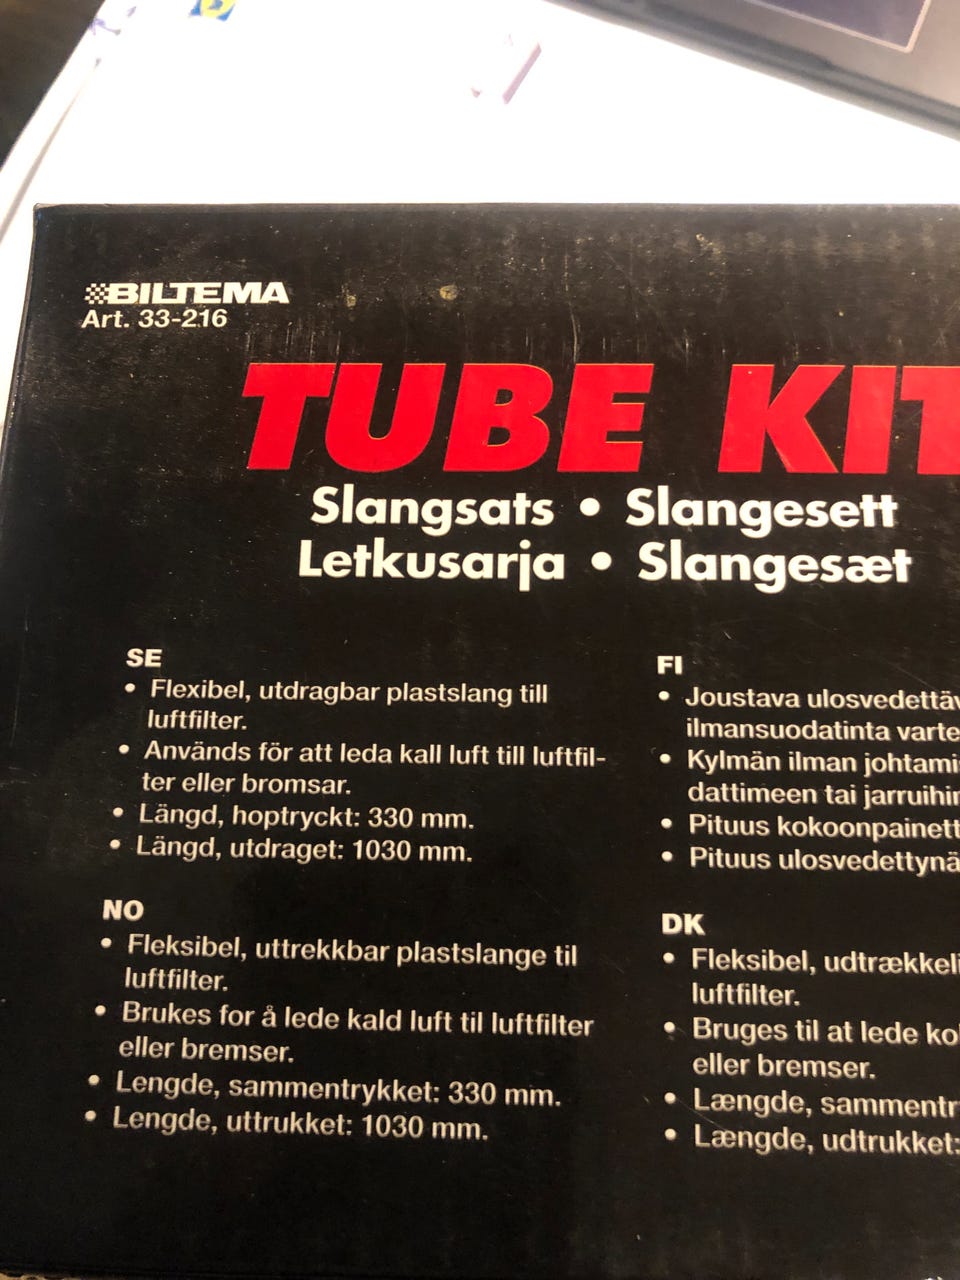 BILTEMA
Art. 33-216
TUBE KIT
Slangsats • Slangesett
Letkusarja • Slangesæt
SE
• Flexibel, utdragbar plastslang till
luftfilter.
• Används för att leda kall luft till luftfil-
ter eller bromsar.
• Längd, hoptryckt: 330 mm.
• Längd, utdraget: 1030 mm.
NO
• Fleksibel, uttrekkbar plastslange til
luftfilter.
• Brukes for å lede kald luft til luftfilter
eller bremser.
• Lengde, sammentrykket: 330 mm.
• Lengde, uttrukket: 1030 mm.
FI
• Joustava
ilmansuodatinta
• Kylmän ilman
dattimeen tai
• Pituus
• Pituus
DK
• Fleksibel,
luftfilter.
• Bruges til at lede
eller bremser.
• Længde,
• Længde, udtrukket: